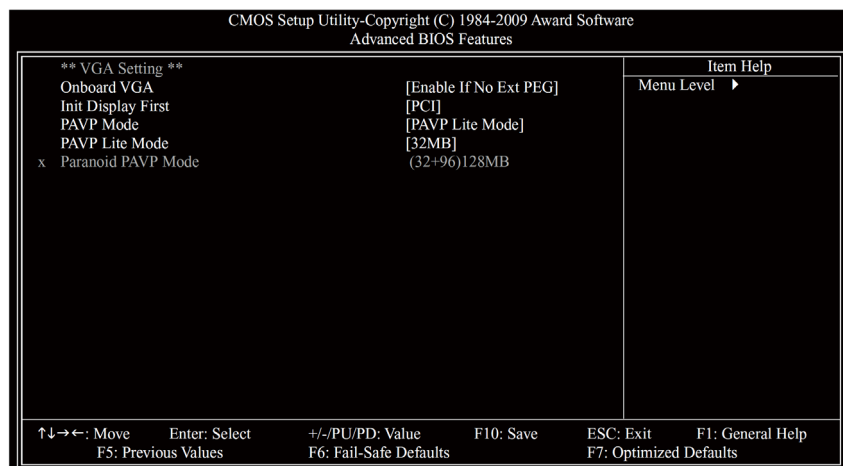 CMOS Setup Utility-Copyright (C) 1984-2009 Award Software
Advanced BIOS Features
** VGA Setting **
Onboard VGA [Enable If No Ext PEG]
Init Display First [PCI]
PAVP Mode [PAVP Lite Mode]
PAVP Lite Mode [32MB]
x Paranoid PAVP Mode (32+96)128MB
Item Help
Menu Level ▶
↑↓→←: Move Enter: Select +/-/PU/PD: Value F10: Save ESC: Exit F1: General Help
F5: Previous Values F6: Fail-Safe Defaults F7: Optimized Defaults